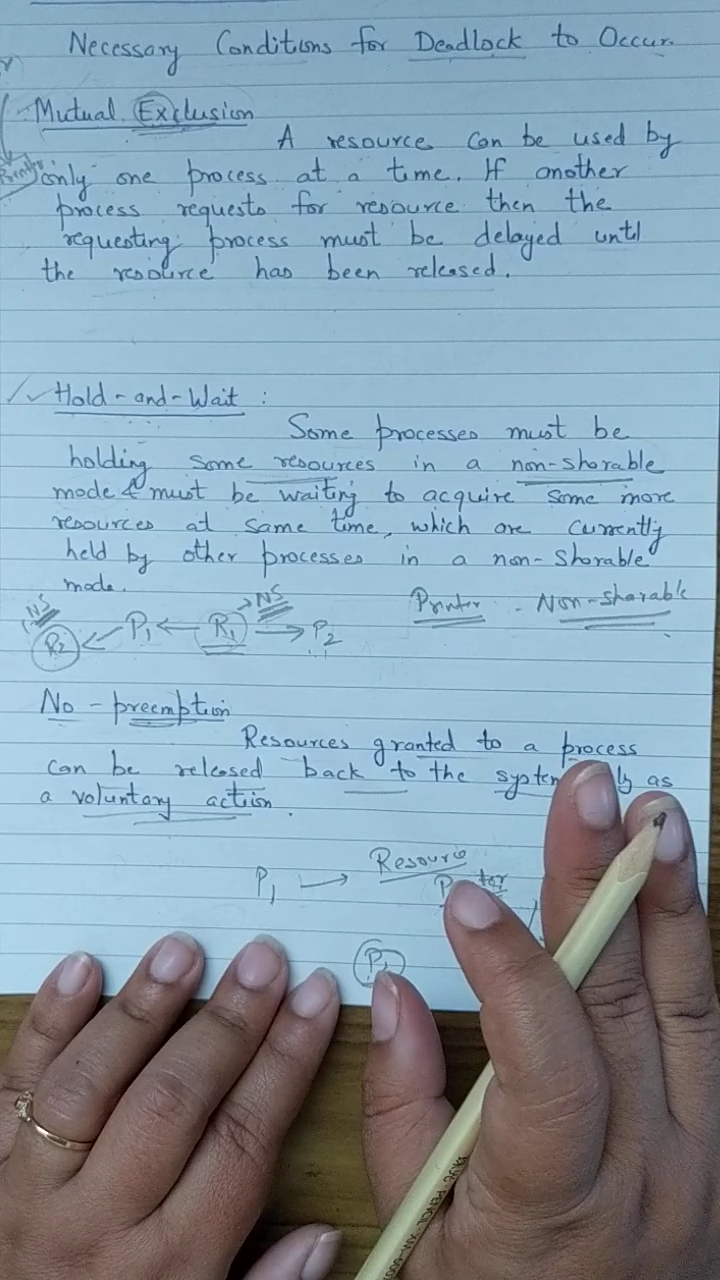 Necessary Conditions for Deadlock to Occur
Mutual Exclusion
A resource can be used by
only one process at a time. If another
process requests for resource then the
requesting process must be delayed until
the resource has been released.
Hold-and-Wait :
Some processes must be
holding some resources in a non-sharable
mode & must be waiting to acquire some more
resources at same time, which are currently
held by other processes in a non-sharable
mode.
Printer - Non-sharable
NS NS
R2 P1 R1 P2
No-preemption
Resources granted to a process
can be released back to the system as
a voluntary action.
P1 Resource